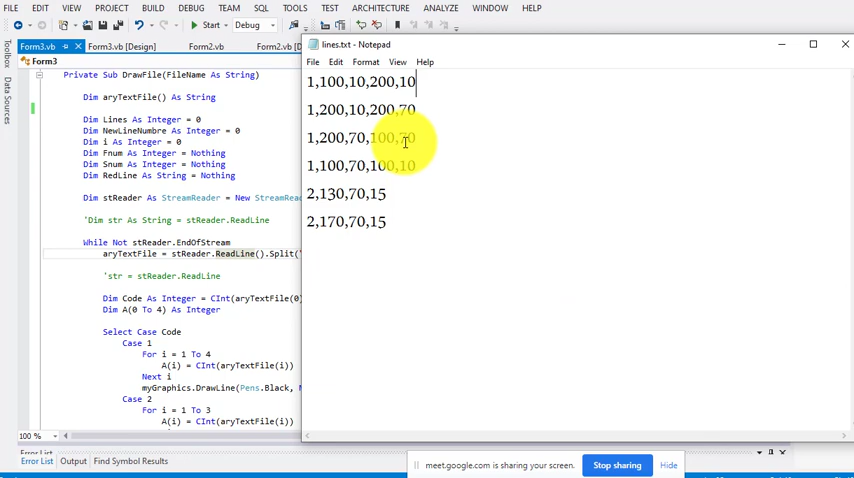 FILE EDIT VIEW PROJECT BUILD DEBUG TEAM SQL TOOLS TEST ARCHITECTURE ANALYZE WINDOW HELP
Start Debug
Form3.vb Form3.vb [Design] Form2.vb Form2.vb [De
Form3
Toolbox
Data Sources
Private Sub DrawFile(FileName As String)
Dim aryTextFile() As String
Dim Lines As Integer = 0
Dim NewLineNumbre As Integer = 0
Dim i As Integer = 0
Dim Fnum As Integer = Nothing
Dim Snum As Integer = Nothing
Dim RedLine As String = Nothing
Dim stReader As StreamReader = New StreamReade
'Dim str As String = stReader.ReadLine
While Not stReader.EndOfStream
aryTextFile = stReader.ReadLine().Split('
'str = stReader.ReadLine
Dim Code As Integer = CInt(aryTextFile(0)
Dim A(0 To 4) As Integer
Select Case Code
Case 1
For i = 1 To 4
A(i) = CInt(aryTextFile(i))
Next i
myGraphics.DrawLine(Pens.Black, N
Case 2
For i = 1 To 3
A(i) = CInt(aryTextFile(i))
100 %
Error List
Error List Output Find Symbol Results
lines.txt - Notepad
File Edit Format View Help
1,100,10,200,10
1,200,10,200,70
1,200,70,100,70
1,100,70,100,10
2,130,70,15
2,170,70,15
meet.google.com is sharing your screen. Stop sharing Hide